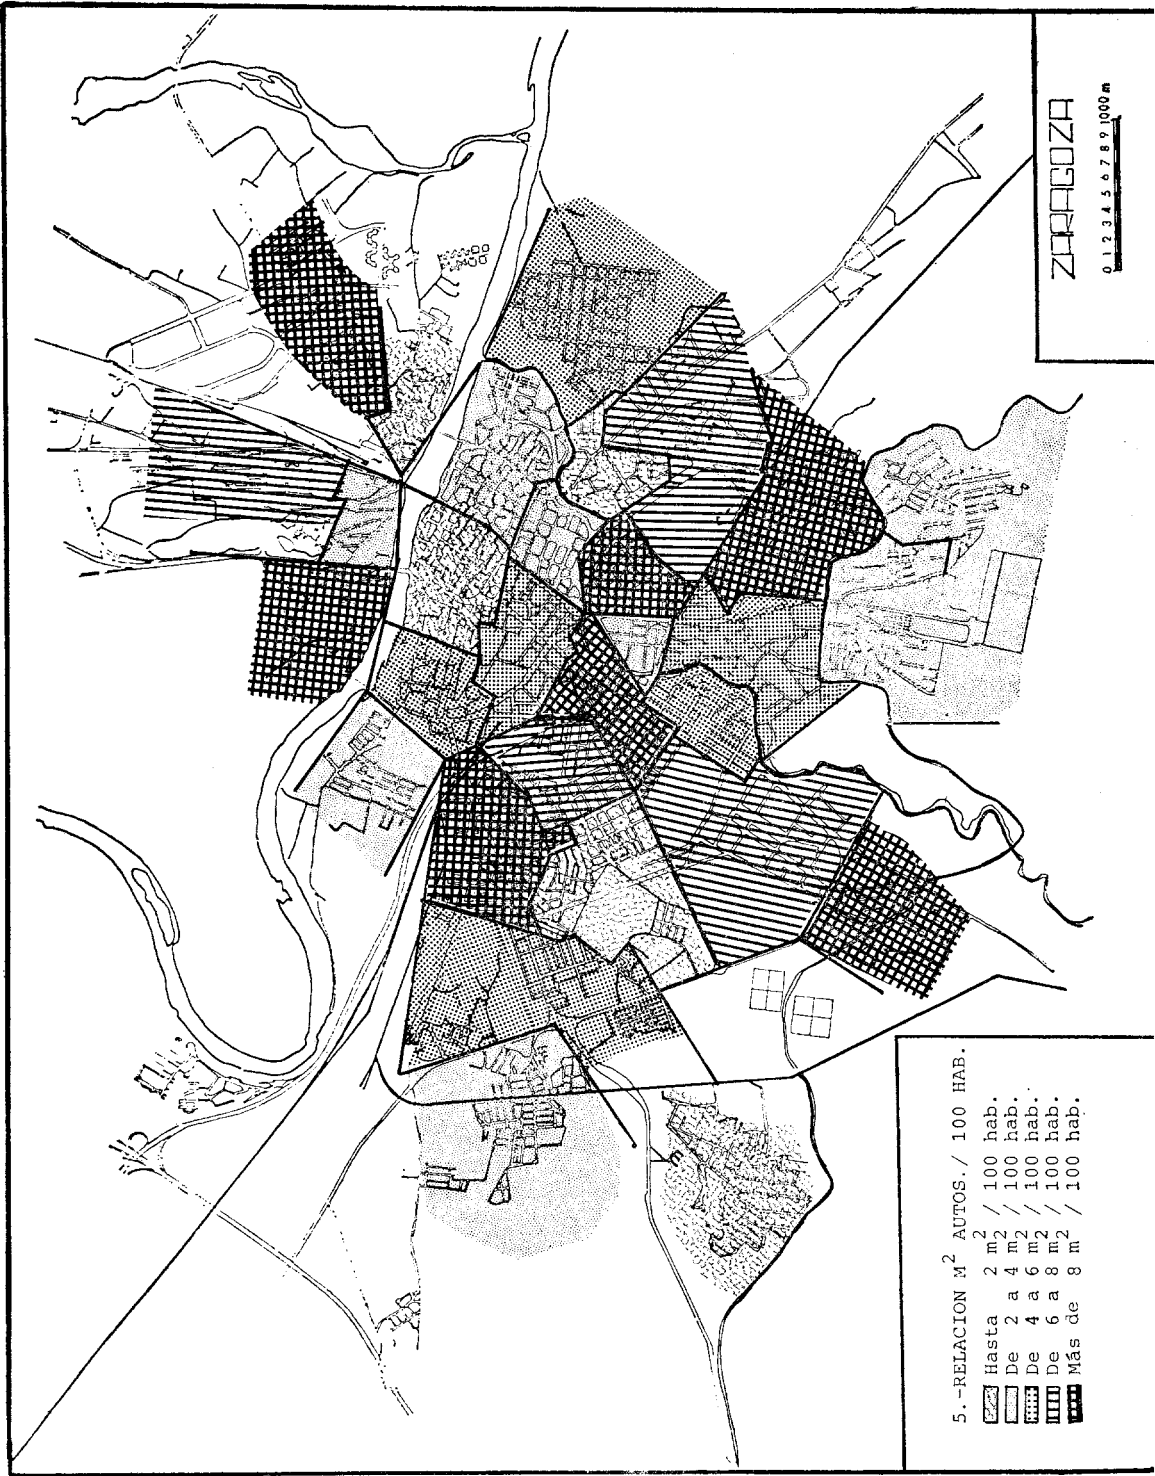 ZARAGOZA
0 1 2 3 4 5 6 7 8 9 1000m
5.-RELACION M² AUTOS./ 100 HAB.
Hasta 2 m² / 100 hab.
De 2 a 4 m² / 100 hab.
De 4 a 6 m² / 100 hab.
De 6 a 8 m² / 100 hab.
Más de 8 m² / 100 hab.